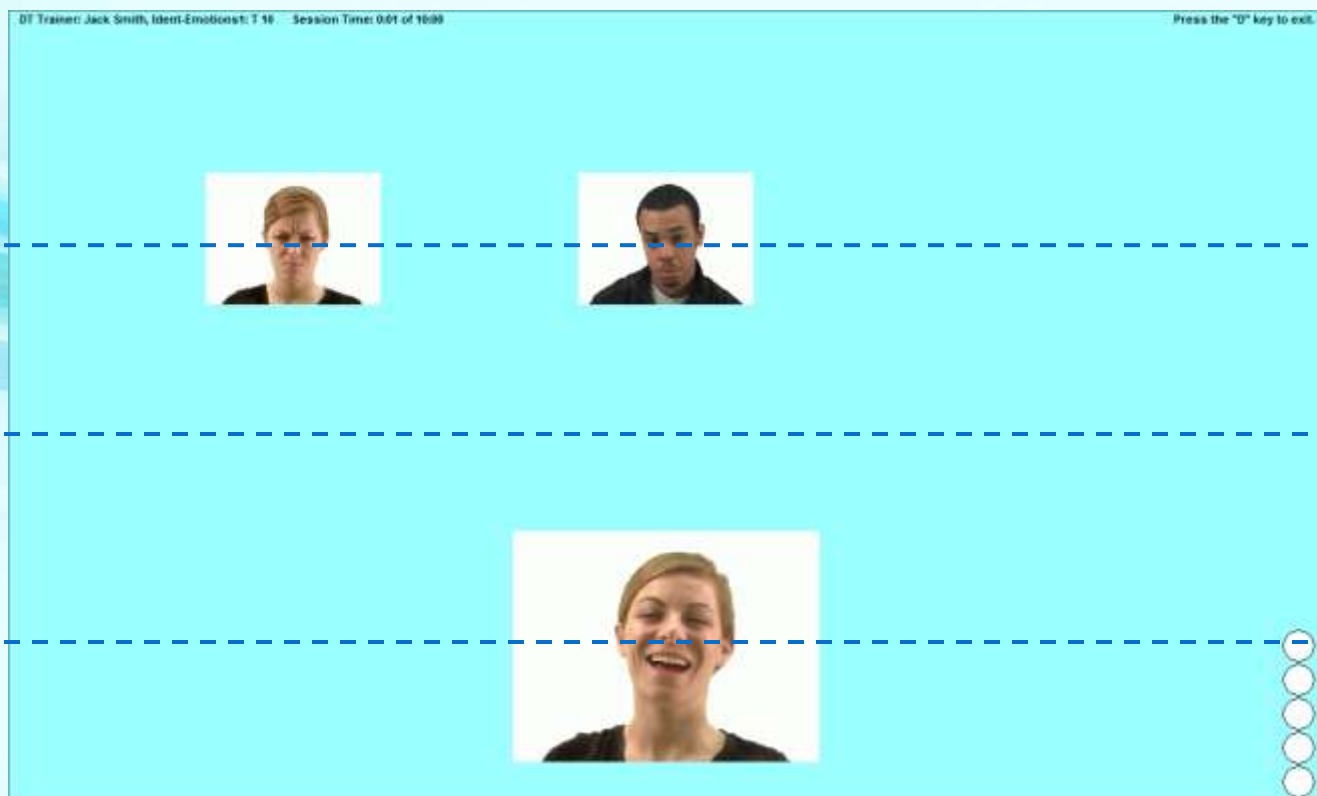 DT Trainer: Jack Smith, Ident-Emotions1: T 10 Session Time: 0:01 of 10:00 Press the "0" key to exit.